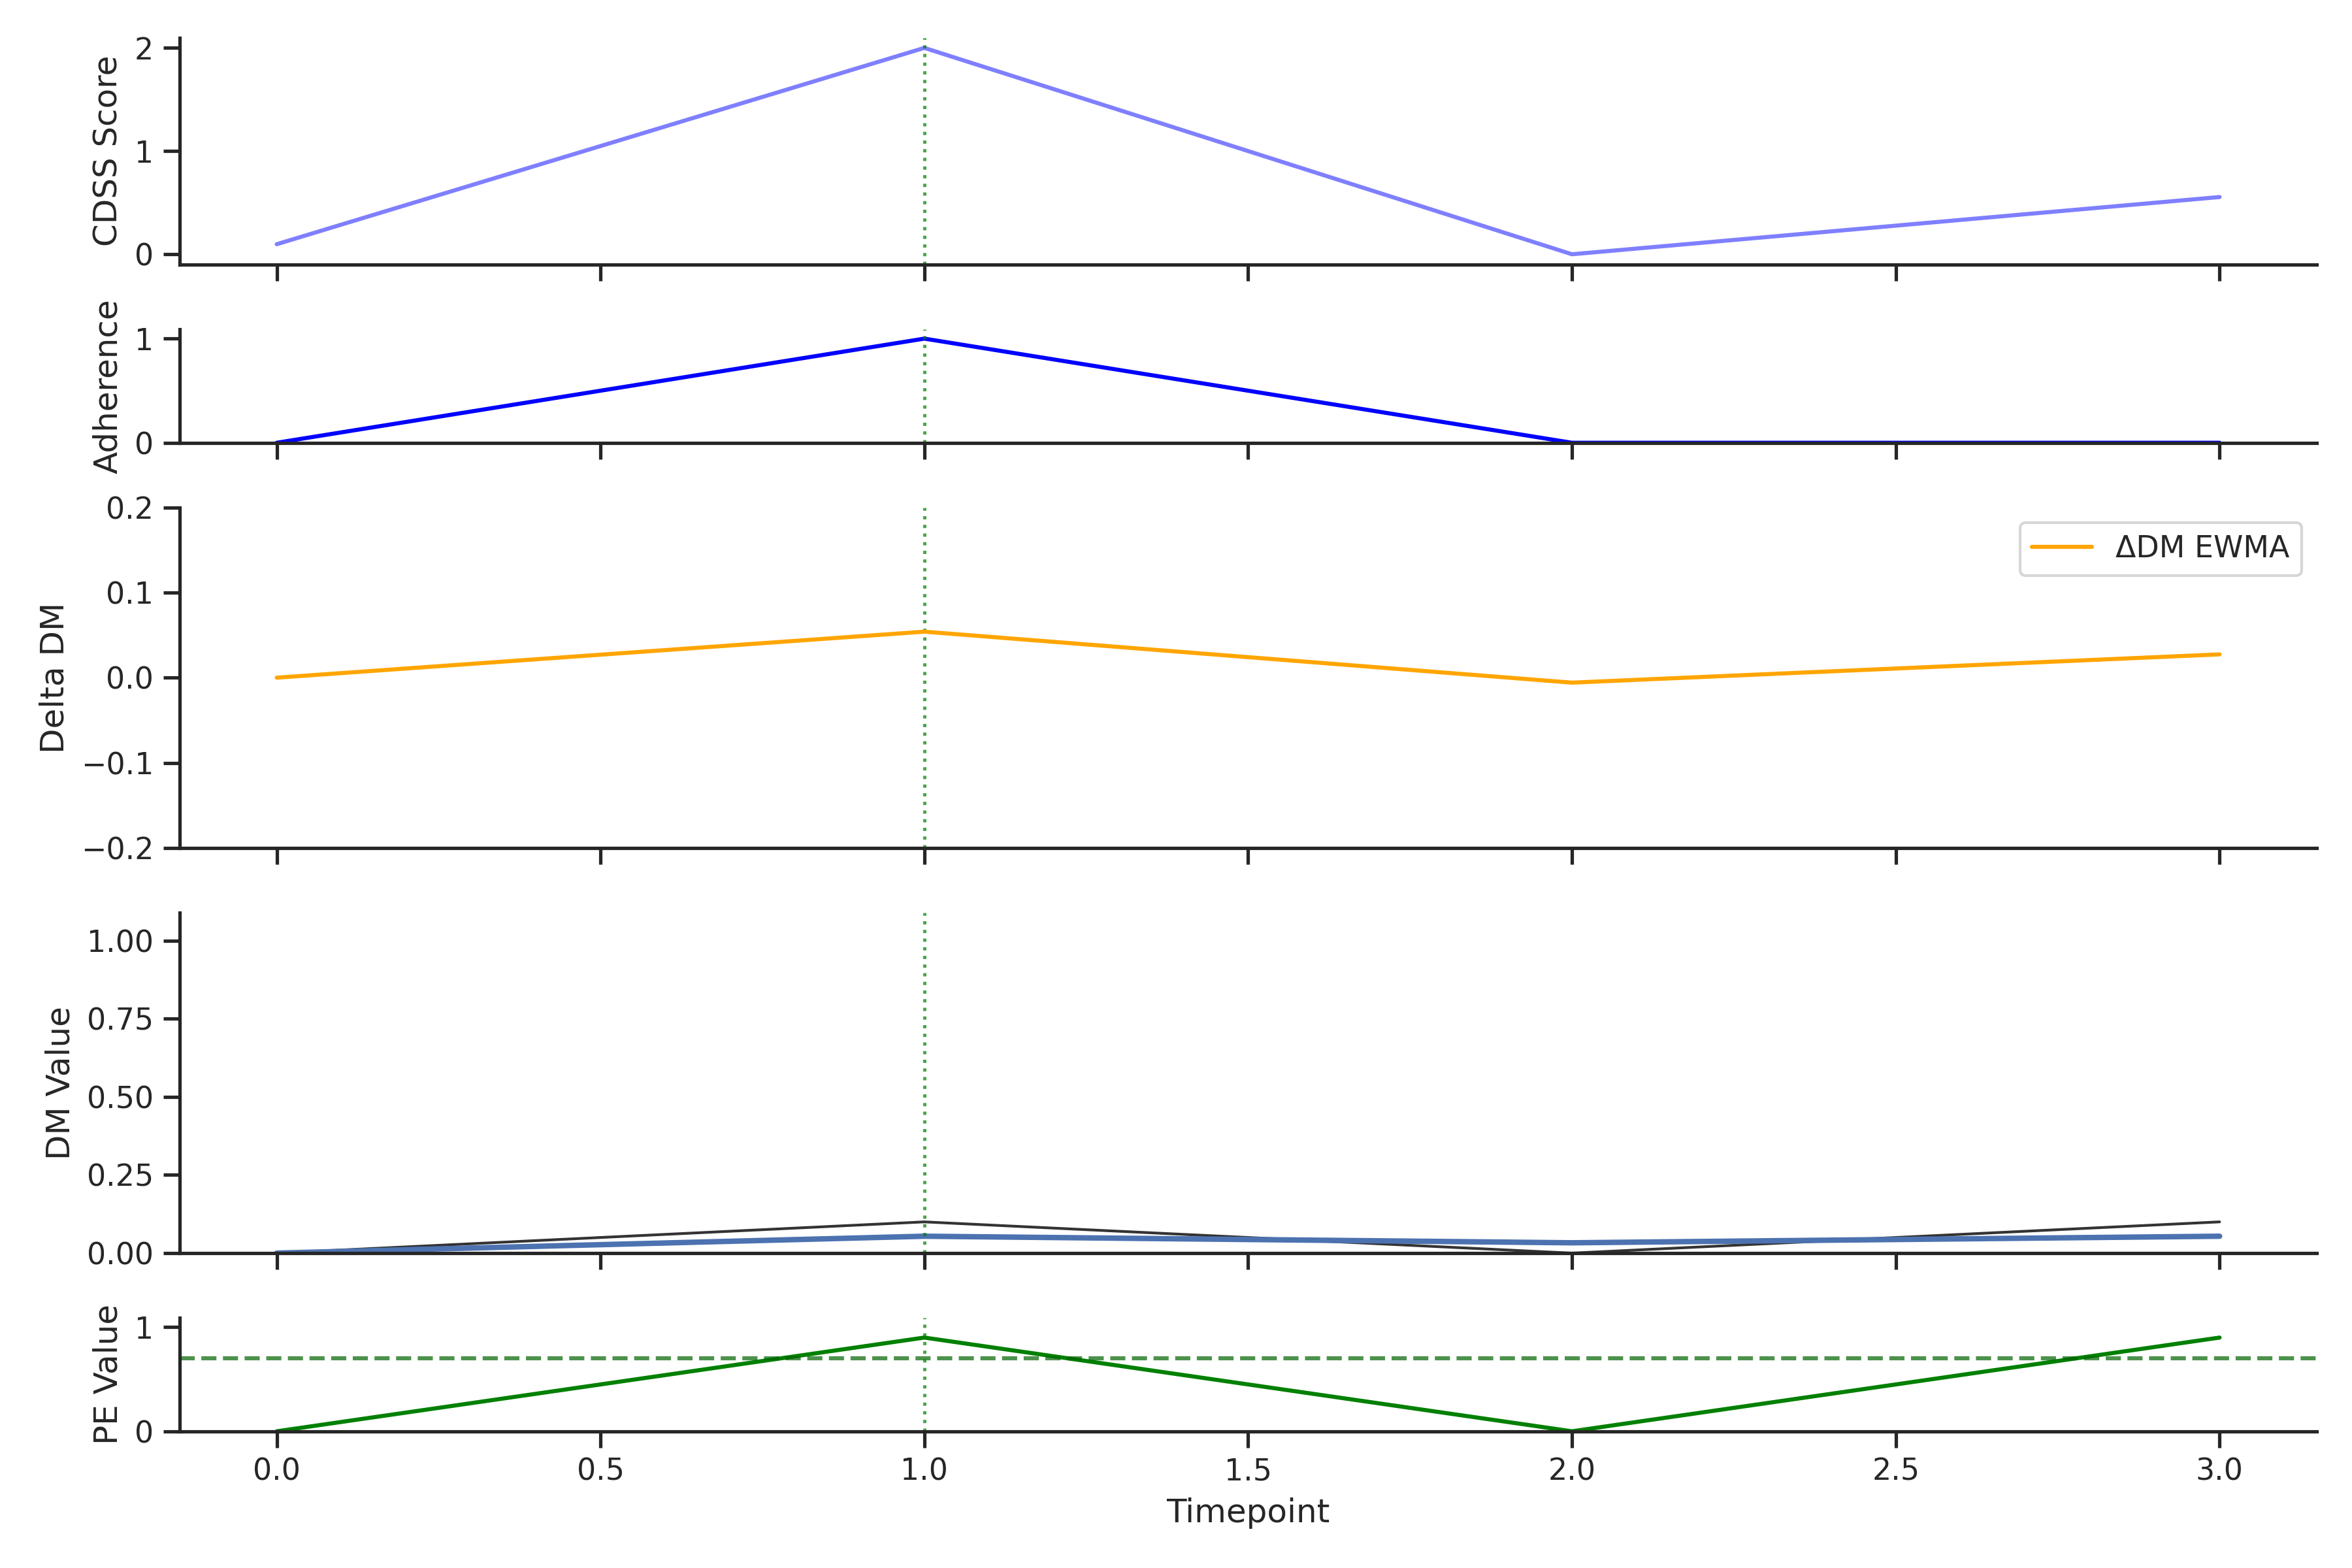 CDSS Score
2
1
0
Adherence
1
0
Delta DM
0.2
0.1
0.0
−0.1
−0.2
ΔDM EWMA
DM Value
1.00
0.75
0.50
0.25
0.00
PE Value
1
0
0.0 0.5 1.0 1.5 2.0 2.5 3.0
Timepoint